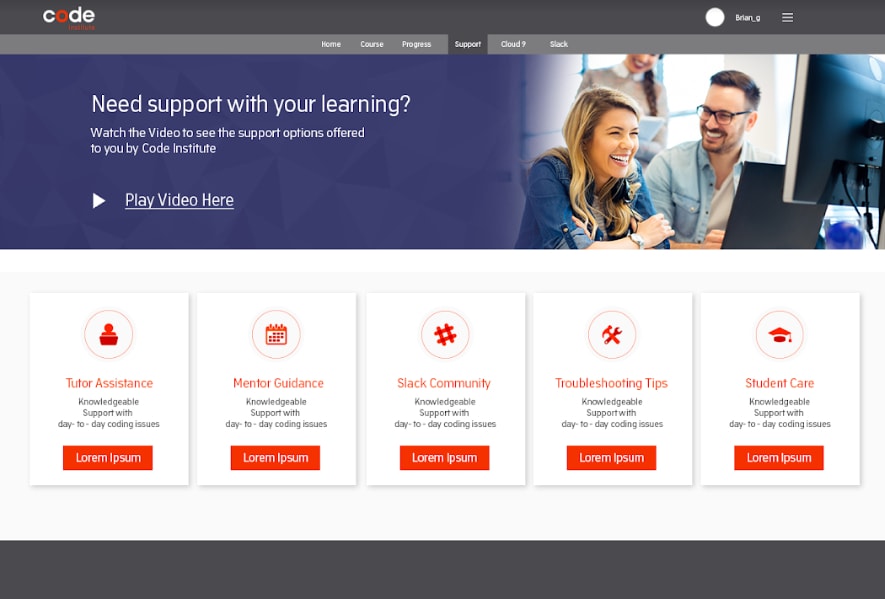 code
Institute
Brian_g
Home Course Progress Support Cloud 9 Slack
Need support with your learning?
Watch the Video to see the support options offered
to you by Code Institute
Play Video Here
Tutor Assistance
Knowledgeable
Support with
day- to - day coding issues
Lorem Ipsum
Mentor Guidance
Knowledgeable
Support with
day- to - day coding issues
Lorem Ipsum
Slack Community
Knowledgeable
Support with
day- to - day coding issues
Lorem Ipsum
Troubleshooting Tips
Knowledgeable
Support with
day- to - day coding issues
Lorem Ipsum
Student Care
Knowledgeable
Support with
day- to - day coding issues
Lorem Ipsum